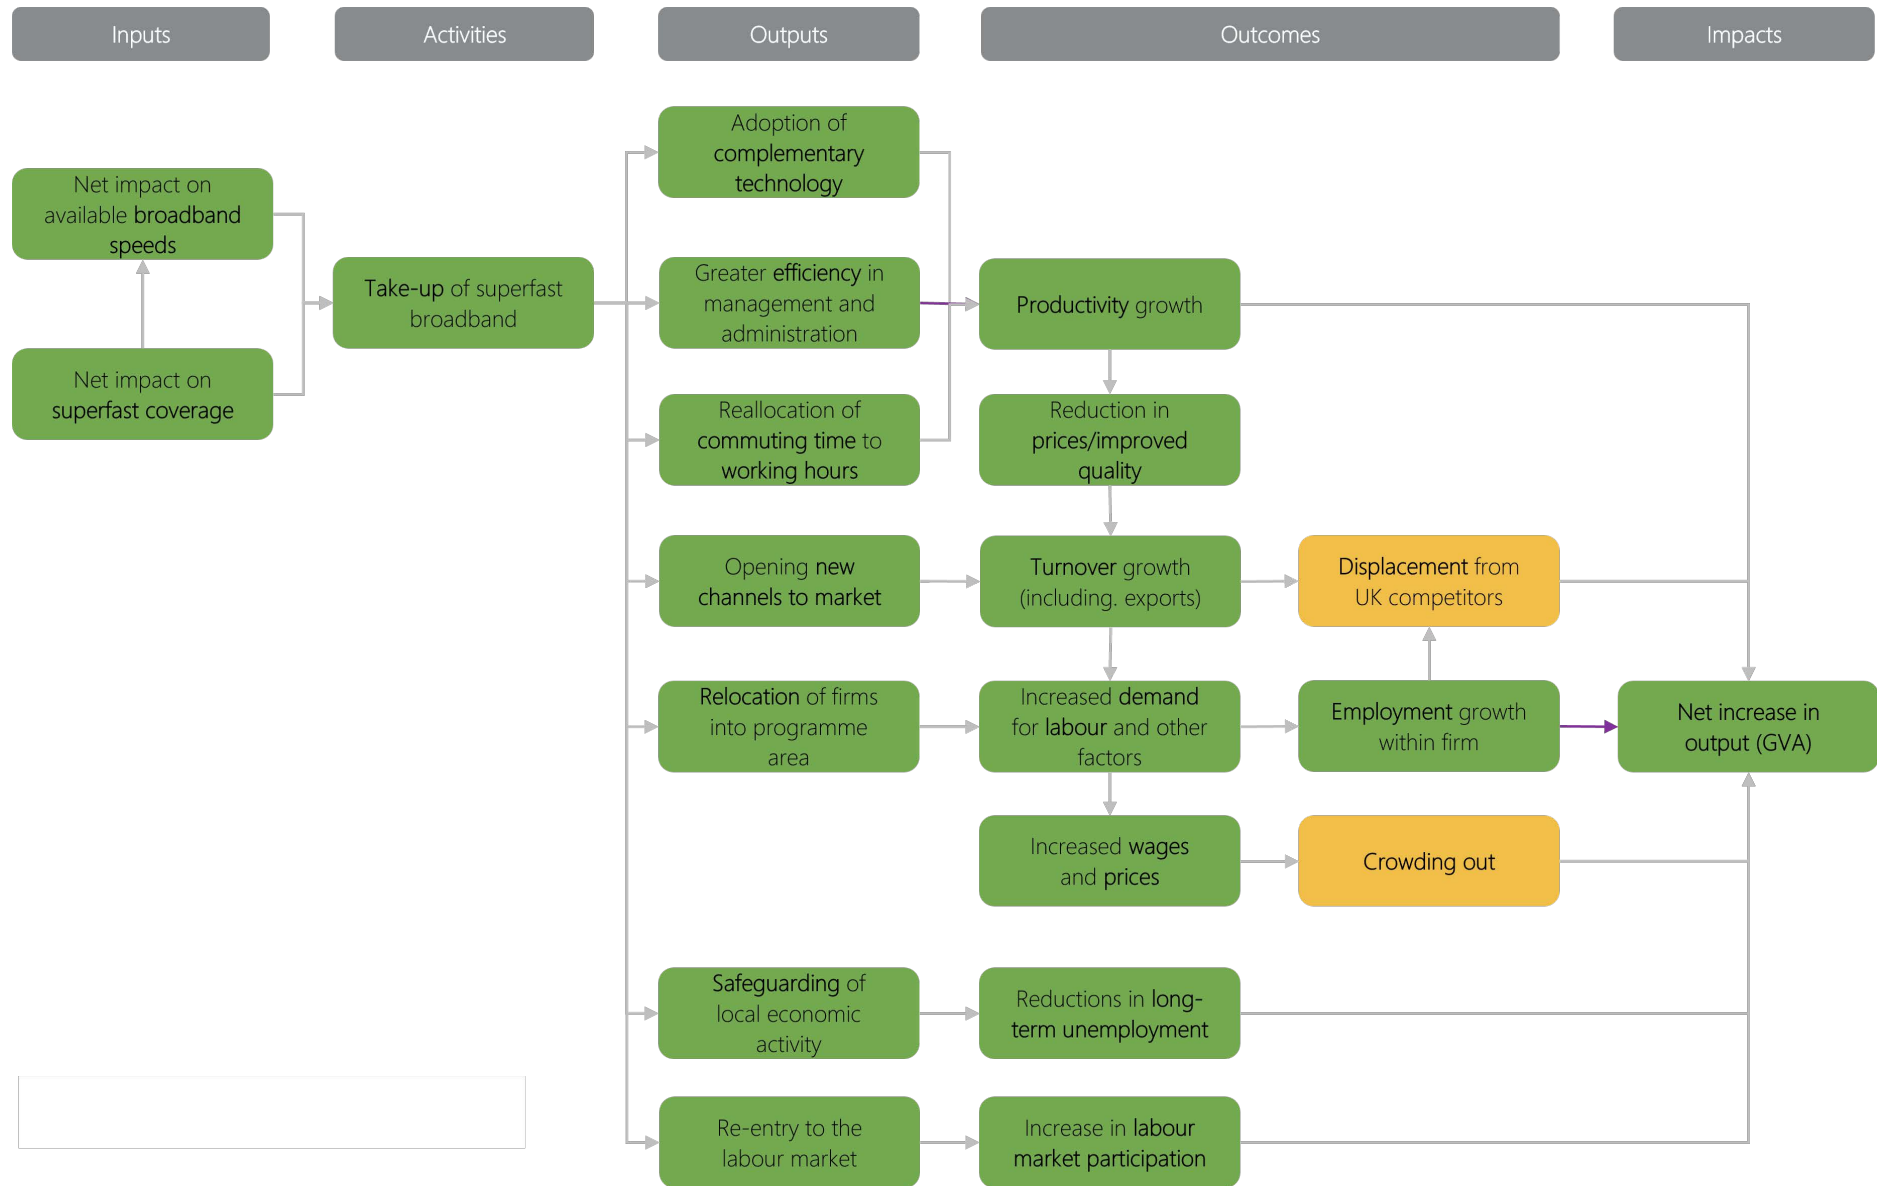 Inputs
Activities
Outputs
Outcomes
Impacts
Net impact on
available broadband
speeds
Net impact on
superfast coverage
Take-up of superfast
broadband
Adoption of
complementary
technology
Greater efficiency in
management and
administration
Reallocation of
commuting time to
working hours
Opening new
channels to market
Relocation of firms
into programme
area
Safeguarding of
local economic
activity
Re-entry to the
labour market
Productivity growth
Reduction in
prices/improved
quality
Turnover growth
(including. exports)
Increased demand
for labour and other
factors
Increased wages
and prices
Reductions in long-
term unemployment
Increase in labour
market participation
Displacement from
UK competitors
Employment growth
within firm
Crowding out
Net increase in
output (GVA)